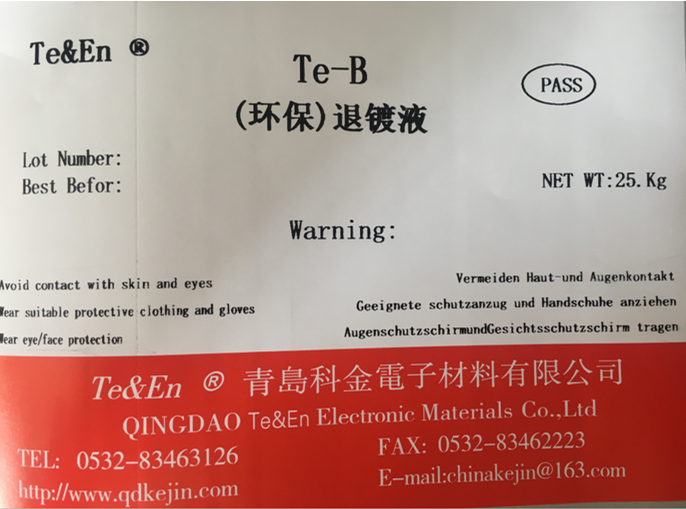 Te&En ®
Te-B
PASS
(环保)退镀液
Lot Number:
Best Befor:
NET WT:25.Kg
Warning:
Avoid contact with skin and eyes
Wear suitable protective clothing and gloves
Wear eye/face protection
Vermeiden Haut-und Augenkontakt
Geeignete schutzanzug und Handschuhe anziehen
AugenschutzschirmundGesichtsschutzschirm tragen
Te&En ® 青島科金電子材料有限公司
QINGDAO Te&En Electronic Materials Co.,Ltd
TEL: 0532-83463126
FAX: 0532-83462223
http://www.qdkejin.com
E-mail:chinakejin@163.com